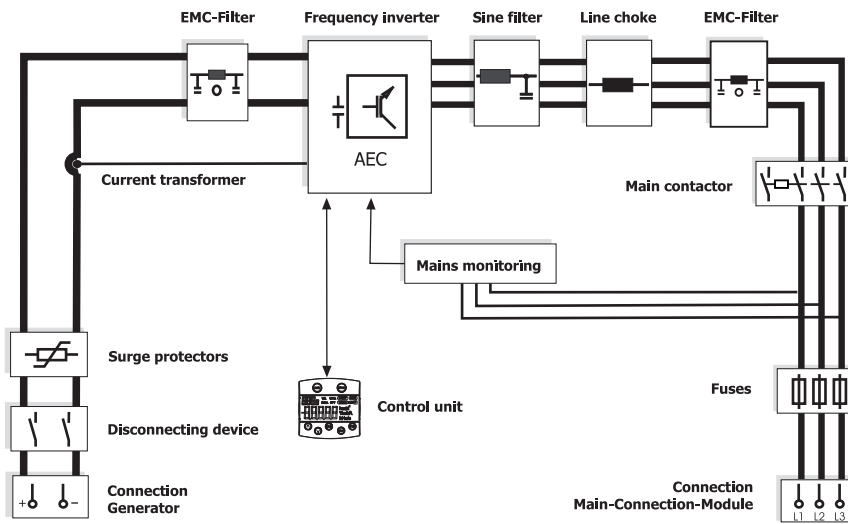 EMC-Filter
Frequency inverter
Sine filter
Line choke
EMC-Filter
AEC
Current transformer
Main contactor
Mains monitoring
Surge protectors
Control unit
Fuses
Disconnecting device
Connection
Generator
+
-
Connection
Main-Connection-Module
L1 L2 L3